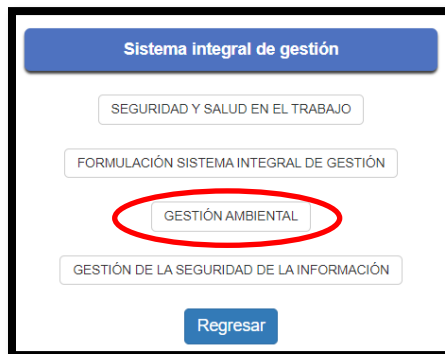 Sistema integral de gestión
SEGURIDAD Y SALUD EN EL TRABAJO
FORMULACIÓN SISTEMA INTEGRAL DE GESTIÓN
GESTIÓN AMBIENTAL
GESTIÓN DE LA SEGURIDAD DE LA INFORMACIÓN
Regresar